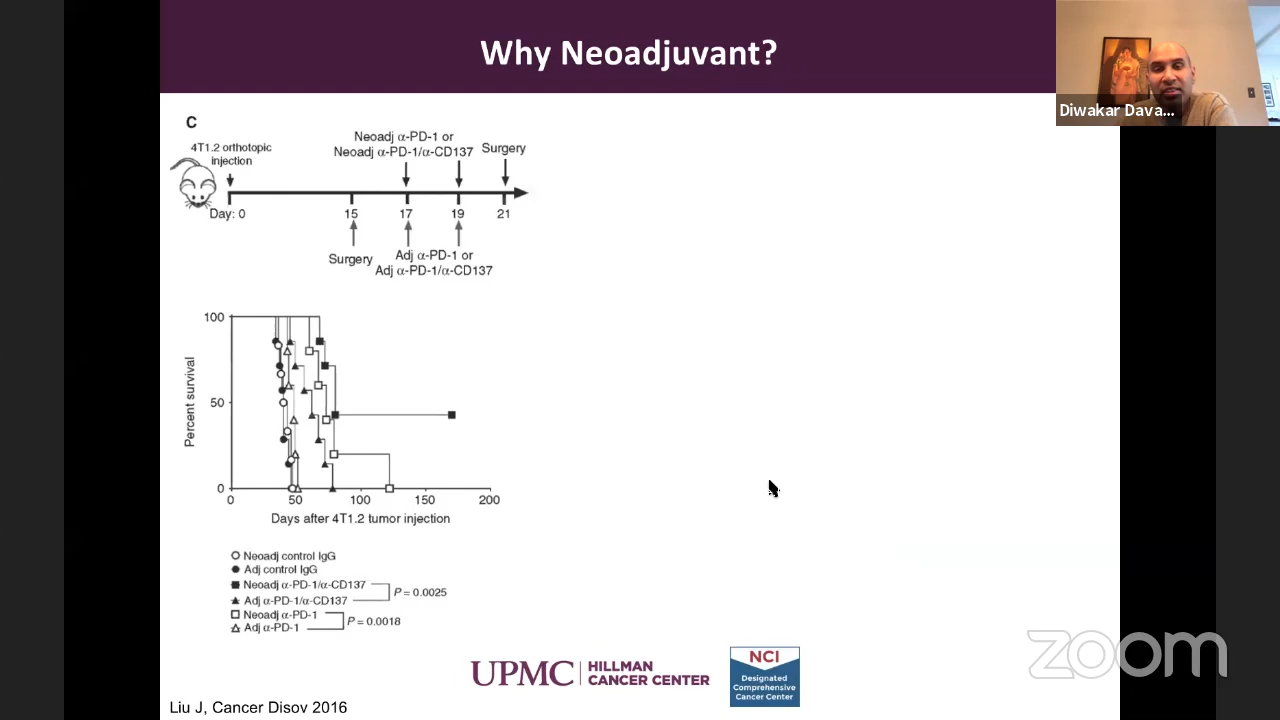 Why Neoadjuvant?
Diwakar Dava...
C
4T1.2 orthotopic
injection
Neoadj α-PD-1 or
Neoadj α-PD-1/α-CD137
Surgery
Day: 0
15
17
19
21
Surgery
Adj α-PD-1 or
Adj α-PD-1/α-CD137
Percent survival
100
50
0
0
50
100
150
200
Days after 4T1.2 tumor injection
Neoadj control IgG
Adj control IgG
Neoadj α-PD-1/α-CD137
Adj α-PD-1/α-CD137
P = 0.0025
Neoadj α-PD-1
Adj α-PD-1
P = 0.0018
UPMC
HILLMAN
CANCER CENTER
NCI
Designated
Comprehensive
Cancer Center
zoom
Liu J, Cancer Disov 2016